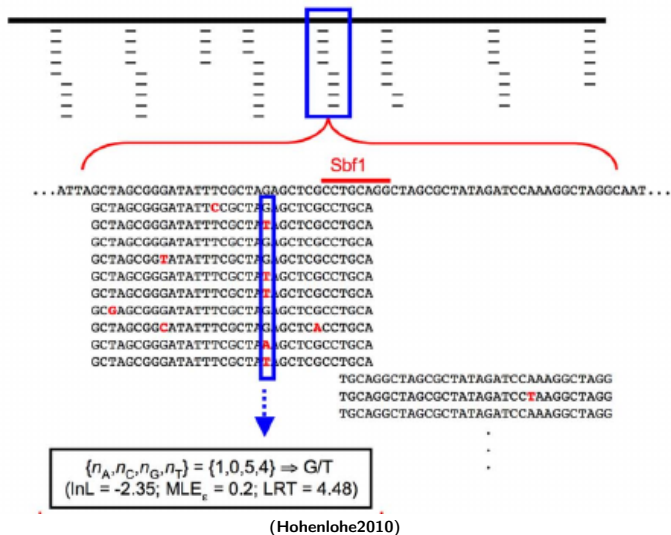 Sbf1
...ATTAGCTAGCGGGATATTTCGCTAGAGCTCGCCTGCAGGCTAGCGCTATAGATCCAAAGGCTAGGCAAT...
GCTAGCGGGATATTCCGCTAGAGCTCGCCTGCA
GCTAGCGGGATATTTCGCTATAGCTCGCCTGCA
GCTAGCGGGATATTTCGCTAGAGCTCGCCTGCA
GCTAGCGGTATATTTCGCTAGAGCTCGCCTGCA
GCTAGCGGGATATTTCGCTATAGCTCGCCTGCA
GCTAGCGGGATATTTCGCTATAGCTCGCCTGCA
GCGAGCGGGATATTTCGCTAGAGCTCGCCTGCA
GCTAGCGGCATATTTCGCTAGAGCTCACCTGCA
GCTAGCGGGATATTTCGCTAAAGCTCGCCTGCA
GCTAGCGGGATATTTCGCTATAGCTCGCCTGCA
TGCAGGCTAGCGCTATAGATCCAAAGGCTAGG
TGCAGGCTAGCGCTATAGATCCTAAGGCTAGG
TGCAGGCTAGCGCTATAGATCCAAAGGCTAGG
{nA,nC,nG,nT} = {1,0,5,4} ⇒ G/T
(lnL = -2.35; MLEε = 0.2; LRT = 4.48)
(Hohenlohe2010)